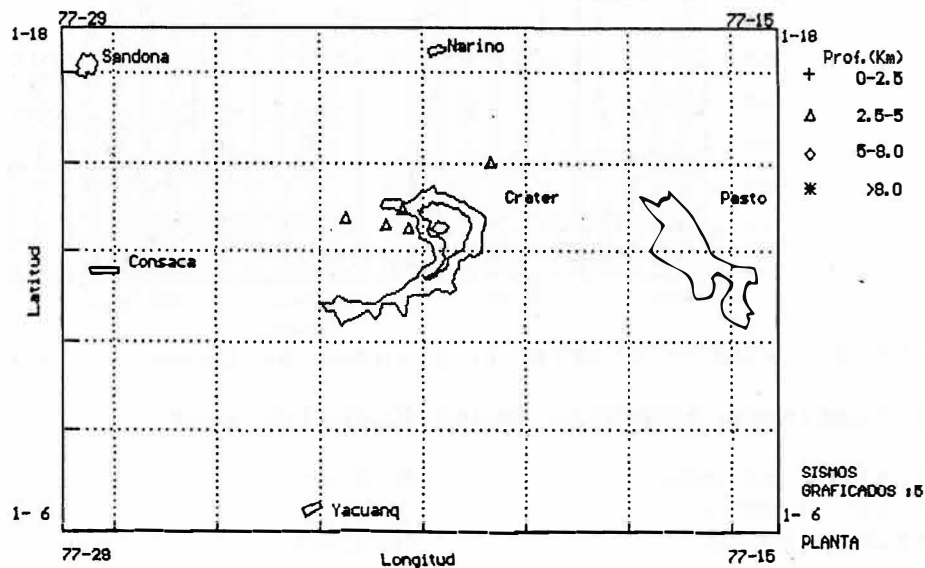 77-29
77-15
1-18
1-18
Sandona
Narino
Prof.(Km)
0-2.5
2.5-5
5-8.0
>8.0
Crater
Pasto
Latitud
Consaca
Yacuanq
SISMOS
GRAFICADOS :5
1- 6
1- 6
PLANTA
77-28
Longitud
77-15